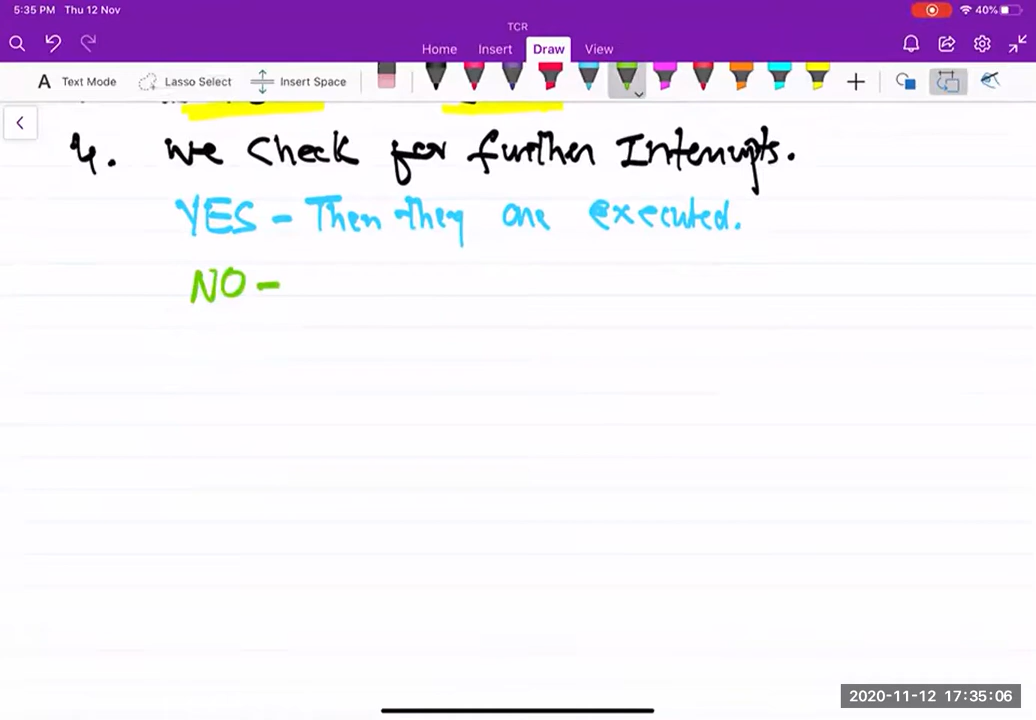 5:35 PM Thu 12 Nov
40%
TCR
Home Insert Draw View
A Text Mode Lasso Select Insert Space
4. We Check for further Interrupts.
YES - Then they are executed.
NO -
2020-11-12 17:35:06